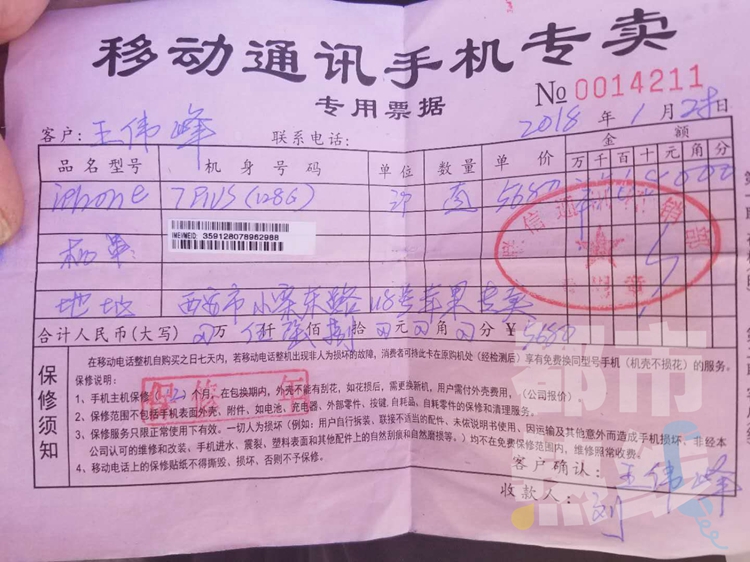 移动通讯手机专卖
专用票据
No 0014211
客户：王伟峰 联系电话： 2018 年 1 月 2 日
品名型号 机身号码 单位 数量 单价 金额
万 千 百 十 元 角 分
iphone 7Plus (128G) 5680
IMEI/MEID: 359128078962988
地址 西安市小寨东路118号苹果专卖
合计人民币(大写) 万 伍 仟 佰 捌 拾 元 角 分 ¥ 5680
保修须知
在移动电话整机自购买之日七天内，若移动电话整机出现非人为损坏的故障，消费者可持此卡在原购机处（经检测后）享有免费换同型号手机（机壳不损花）的服务。
保修说明：
1、手机主机保修 个月，在包换期内，外壳不能有刮花，如花损后，需更换新机，用户需付外壳费用，（公司报价）
2、保修范围不包括手机表面外壳、附件，如电池、充电器、外部零件、按键、自耗品、自耗零件的保修和清理服务。
3、保修服务只限正常使用下有效。一切人为损坏（例如：用户自行拆装、联接不适当的配件、未依说明书使用、因运输及其他意外而造成手机损坏、非经本
公司认可的维修和改装、手机进水、震裂、塑料表面和其他配件上的自然刮痕和自然磨损等。）均不在免费保修范围内，维修照常收费。
4、移动电话上的保修贴纸不得撕毁，损坏，否则不予保修。
客户确认：王伟峰
收款人：刘
都市
热线